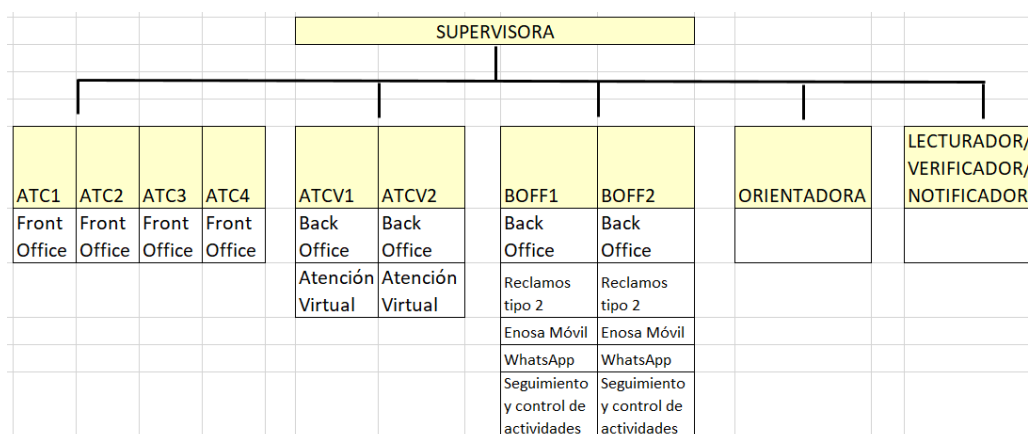 SUPERVISORA
LECTURADOR/
VERIFICADOR/
ATC1 ATC2 ATC3 ATC4 ATCV1 ATCV2 BOFF1 BOFF2 ORIENTADORA NOTIFICADOR
Front Front Front Front Back Back Back Back
Office Office Office Office Office Office Office Office
Atención Atención
Virtual Virtual
Reclamos Reclamos
tipo 2 tipo 2
Enosa Móvil Enosa Móvil
WhatsApp WhatsApp
Seguimiento Seguimiento
y control de y control de
actividades actividades